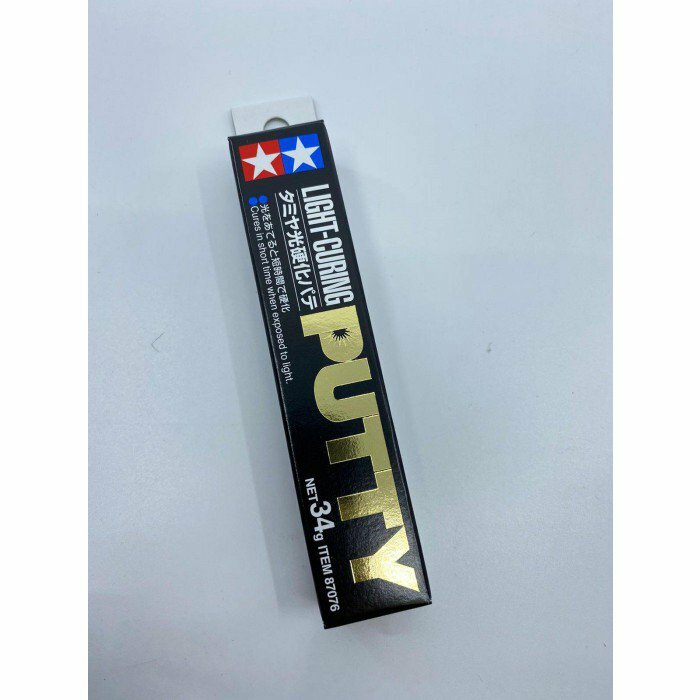 LIGHT-CURING
タミヤ光硬化パテ
PUTTY
●光をあてると短時間で硬化
●Cures in short time when exposed to light.
NET 34g ITEM 87076